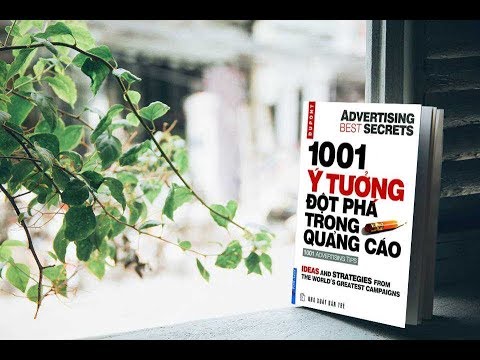 DUPONT
ADVERTISING
BEST SECRETS
1001
Ý TƯỞNG
ĐỘT PHÁ
TRONG
QUẢNG CÁO
1001 ADVERTISING TIPS
IDEAS AND STRATEGIES FROM
THE WORLD'S GREATEST CAMPAIGNS
NHÀ XUẤT BẢN TRẺ